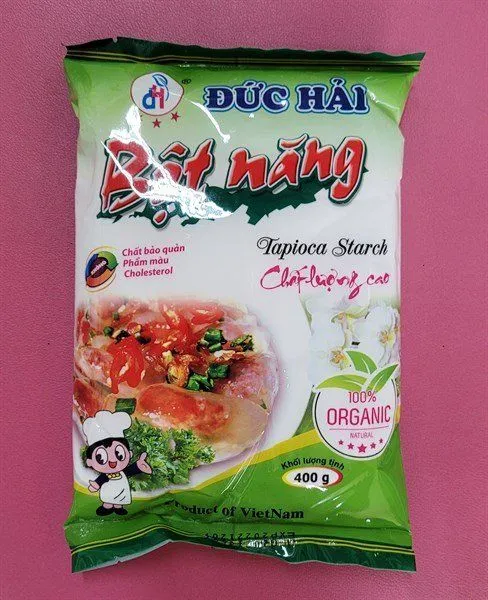 ĐỨC HẢI
Bột năng
Tapioca Starch
Chất lượng cao
KHÔNG
Chất bảo quản
Phẩm màu
Cholesterol
100%
ORGANIC
NATURAL
Khối lượng tịnh
400 g
Product of VietNam